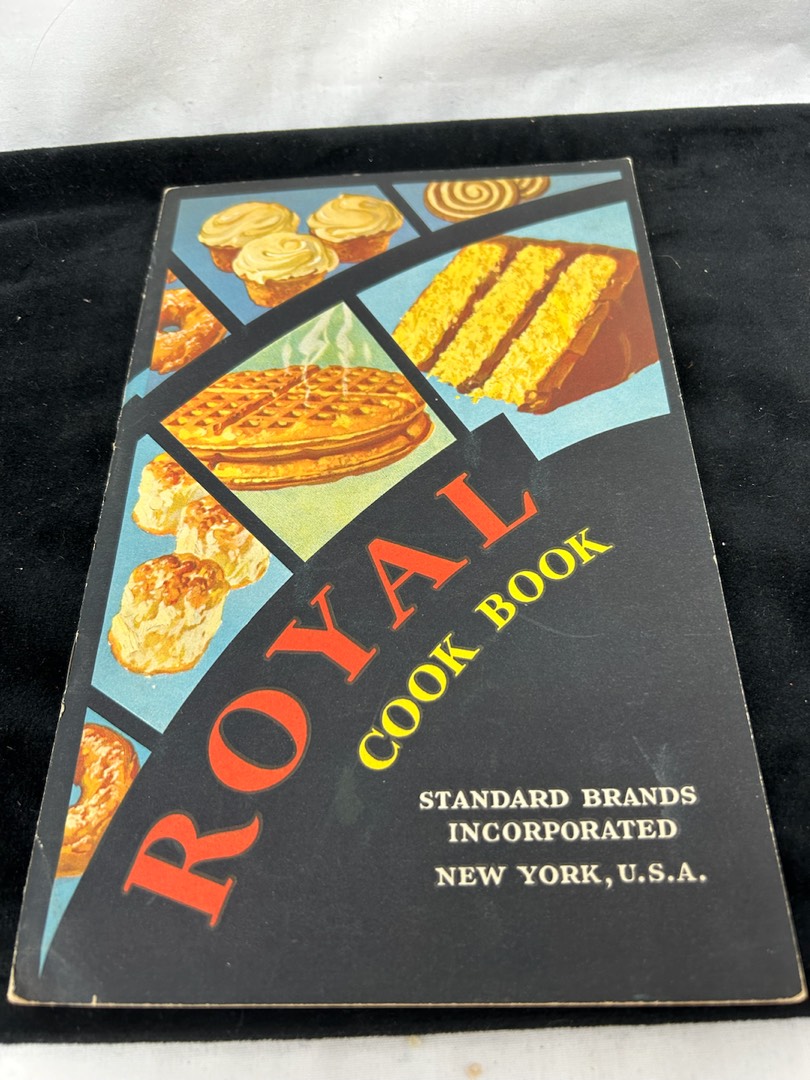 ROYAL
COOK BOOK
STANDARD BRANDS
INCORPORATED
NEW YORK, U.S.A.